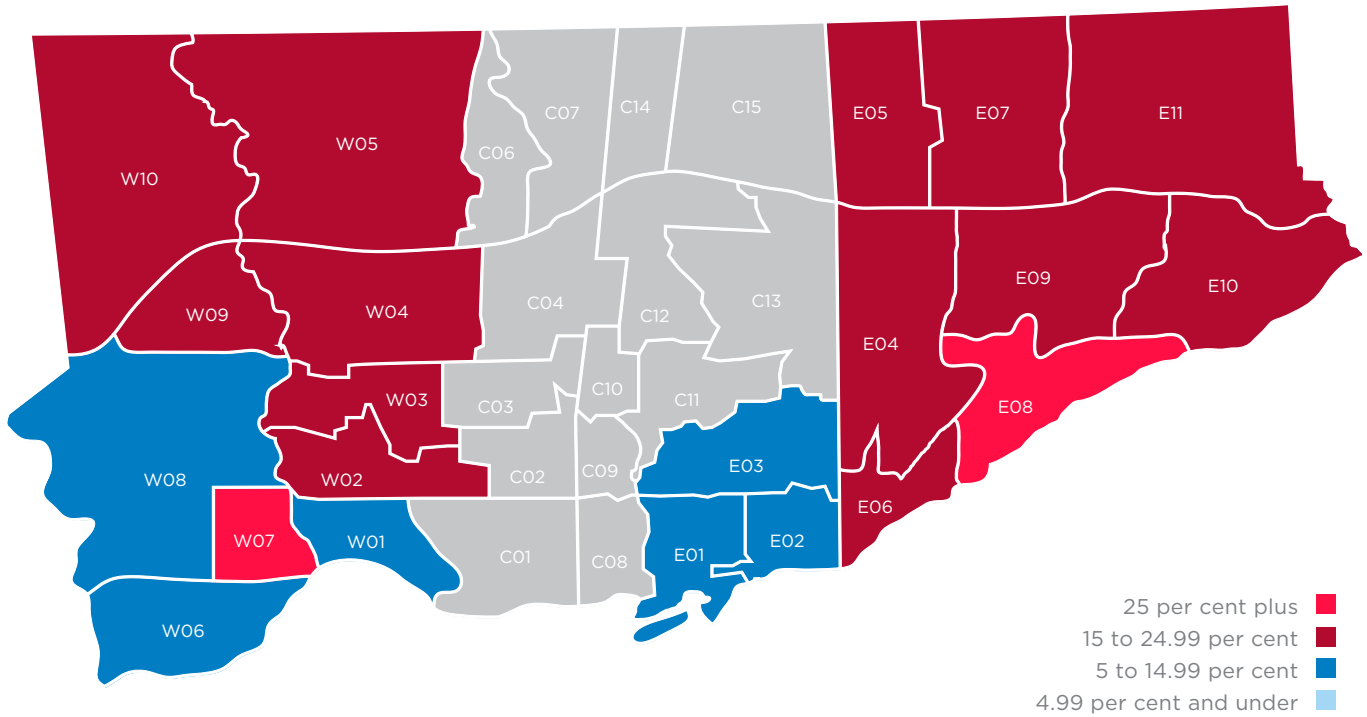 C07
C14
C15
E05
E07
E11
W05
C06
W10
E09
E10
C04
C13
W09
W04
C12
E04
C10
W03
C11
C03
E08
E03
C09
C02
W08
W02
E06
W07
W01
E02
E01
C01
C08
W06
25 per cent plus
15 to 24.99 per cent
5 to 14.99 per cent
4.99 per cent and under